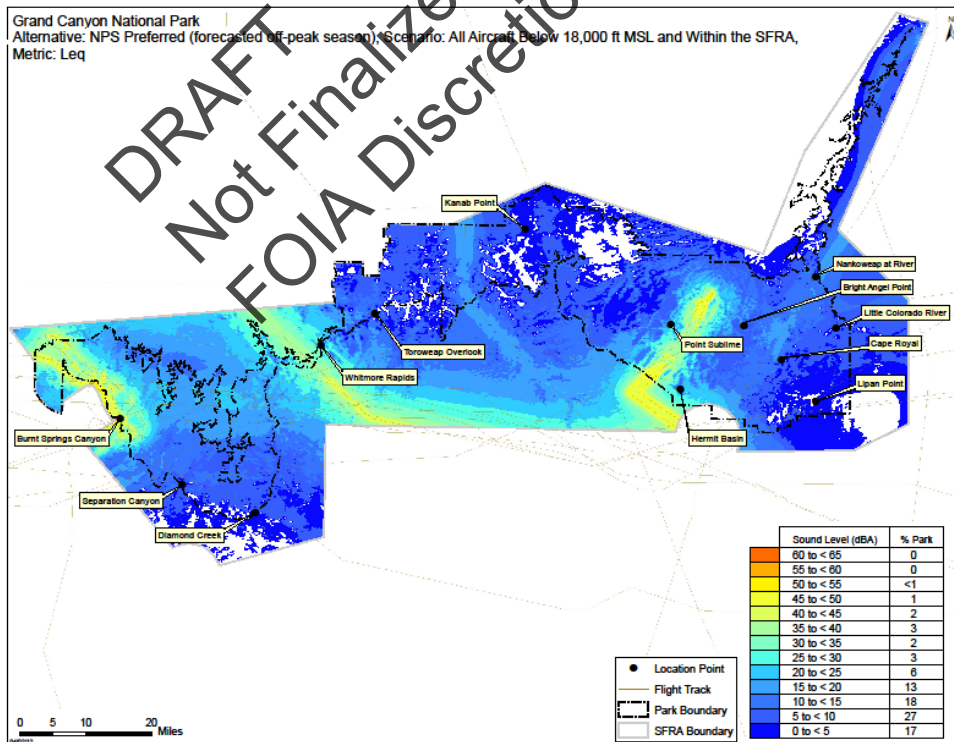 Grand Canyon National Park
Alternative: NPS Preferred (forecasted off-peak season), Scenario: All Aircraft Below 18,000 ft MSL and Within the SFRA,
Metric: Leq
N
DRAFT
Not Finalize
FOIA Discretio
Kanab Point
Nankoweap at River
Bright Angel Point
Little Colorado River
Point Sublime
Cape Royal
Toroweap Overlook
Whitmore Rapids
Lipan Point
Burnt Springs Canyon
Hermit Basin
Separation Canyon
Diamond Creek
Sound Level (dBA) % Park
60 to < 65 0
55 to < 60 0
50 to < 55 <1
45 to < 50 1
40 to < 45 2
35 to < 40 3
30 to < 35 2
25 to < 30 3
20 to < 25 6
15 to < 20 13
10 to < 15 18
5 to < 10 27
0 to < 5 17
Location Point
Flight Track
Park Boundary
SFRA Boundary
0 5 10 20 Miles